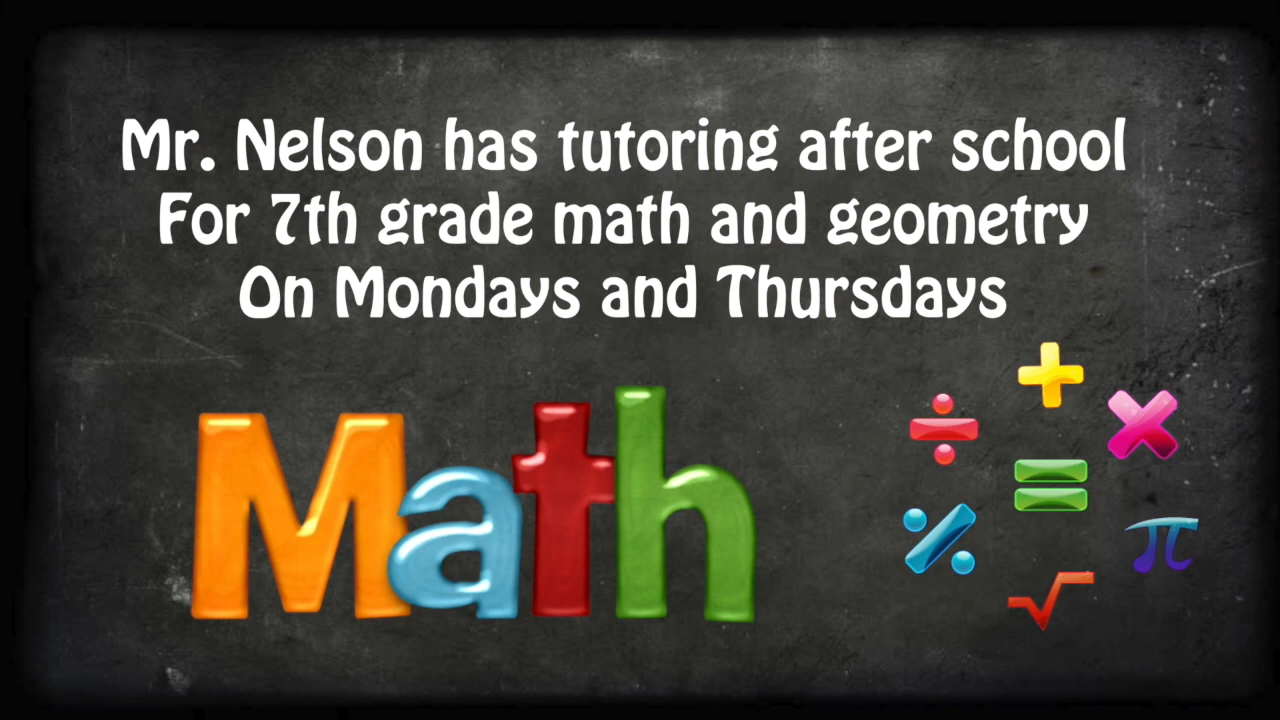 Mr. Nelson has tutoring after school
For 7th grade math and geometry
On Mondays and Thursdays
Math
+
÷ ×
=
% π
√